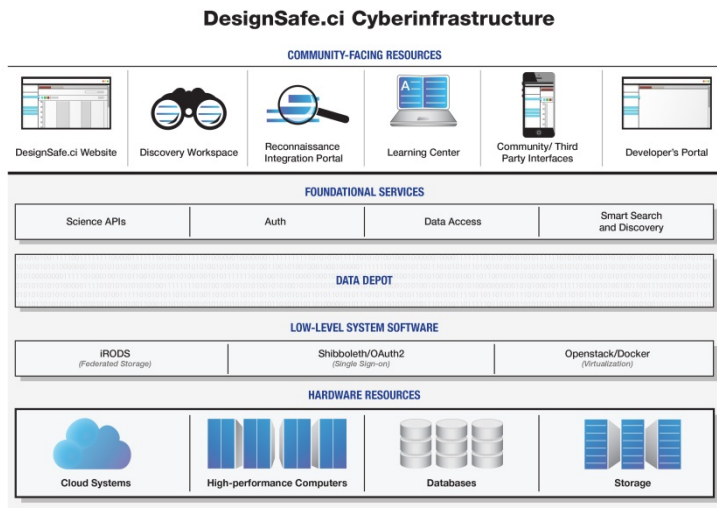 DesignSafe.ci Cyberinfrastructure
COMMUNITY-FACING RESOURCES
A
DesignSafe.ci Website
Discovery Workspace
Reconnaissance
Integration Portal
Learning Center
Community/ Third
Party Interfaces
Developer's Portal
FOUNDATIONAL SERVICES
Science APIs
Auth
Data Access
Smart Search
and Discovery
DATA DEPOT
LOW-LEVEL SYSTEM SOFTWARE
iRODS
(Federated Storage)
Shibboleth/OAuth2
(Single Sign-on)
Openstack/Docker
(Virtualization)
HARDWARE RESOURCES
Cloud Systems
High-performance Computers
Databases
Storage